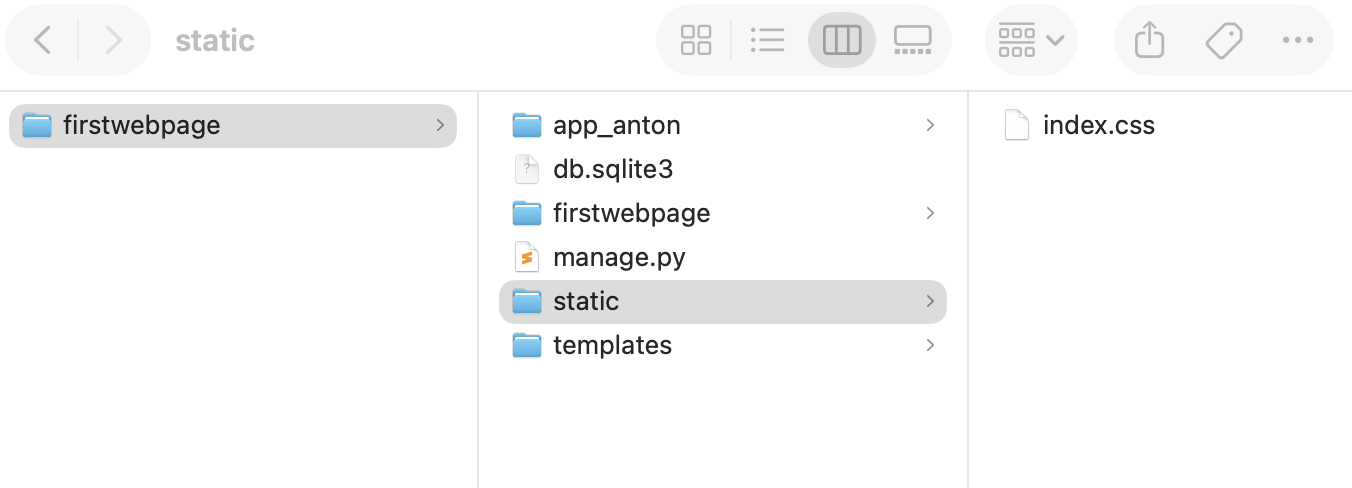 static
firstwebpage
app_anton
db.sqlite3
firstwebpage
manage.py
static
templates
index.css